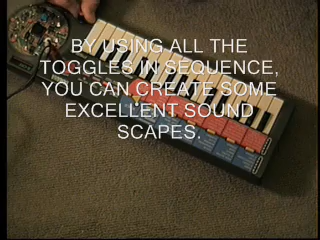 BY USING ALL THE
TOGGLES IN SEQUENCE,
YOU CAN CREATE SOME
EXCELLENT SOUND
SCAPES.